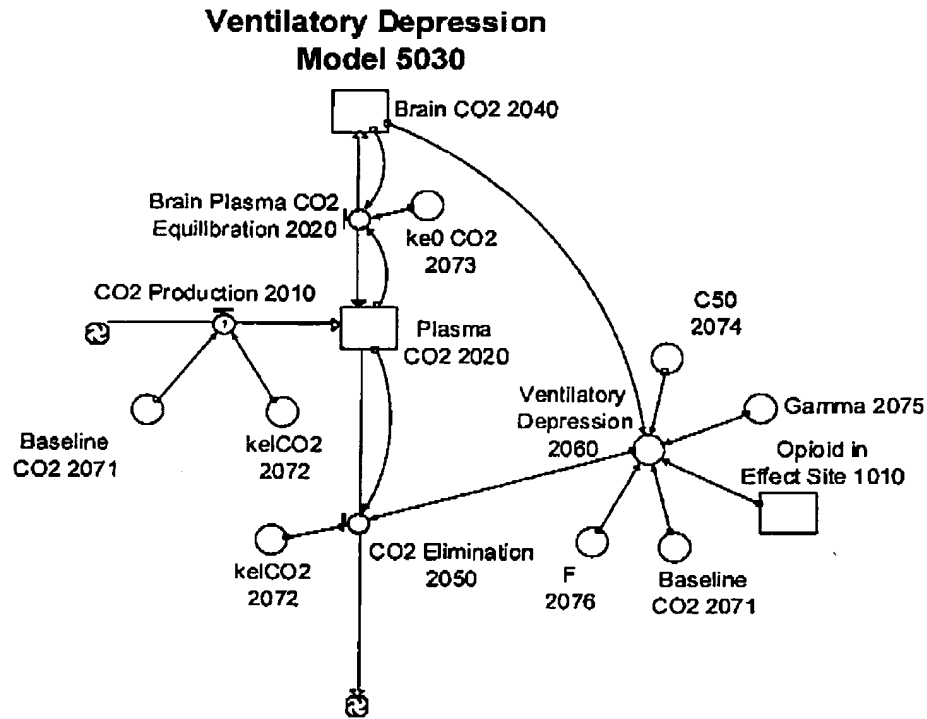 Ventilatory Depression
Model 5030
Brain CO2 2040
Brain Plasma CO2
Equilibration 2020
ke0 CO2
2073
CO2 Production 2010
Plasma
CO2 2020
C50
2074
Ventilatory
Depression
2060
Gamma 2075
Opioid in
Effect Site 1010
Baseline
CO2 2071
kelCO2
2072
kelCO2
2072
CO2 Elimination
2050
F
2076
Baseline
CO2 2071